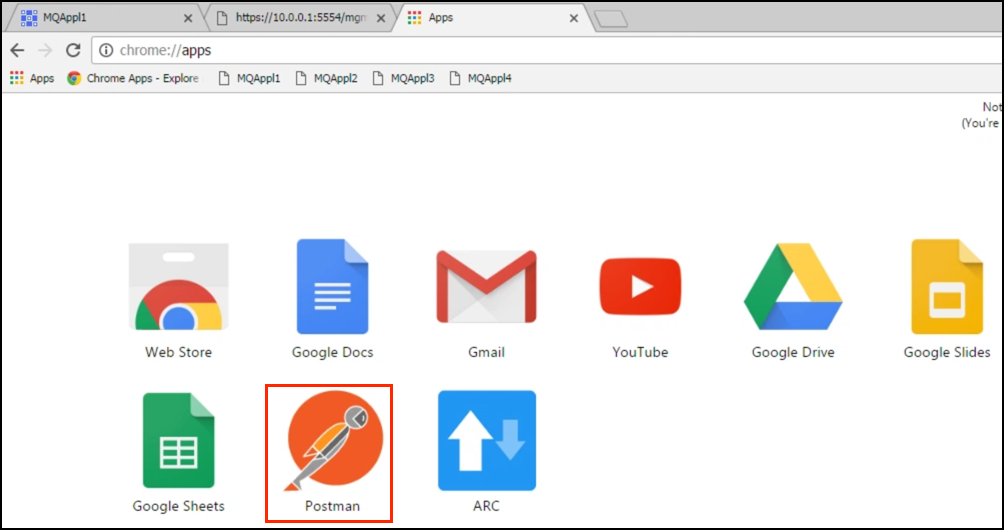 MQAppl1
https://10.0.0.1:5554/mgm
Apps
chrome://apps
Apps
Chrome Apps - Explore
MQAppl1
MQAppl2
MQAppl3
MQAppl4
Not
(You're
Web Store
Google Docs
Gmail
YouTube
Google Drive
Google Slides
Google Sheets
Postman
ARC